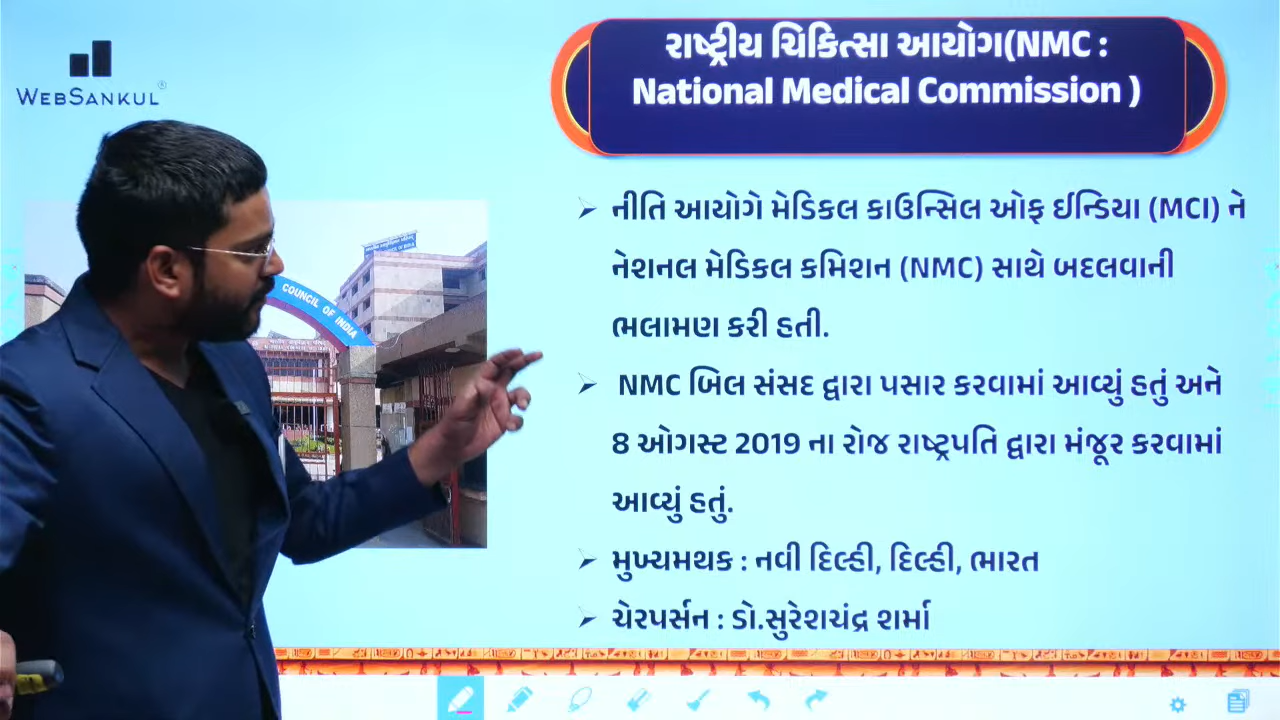 WEBSANKUL
રાષ્ટ્રીય ચિકિત્સા આયોગ(NMC :
National Medical Commission )
➢ નીતિ આયોગે મેડિકલ કાઉન્સિલ ઓફ ઈન્ડિયા (MCI) ને
નેશનલ મેડિકલ કમિશન (NMC) સાથે બદલવાની
ભલામણ કરી હતી.
➢ NMC બિલ સંસદ દ્વારા પસાર કરવામાં આવ્યું હતું અને
8 ઓગસ્ટ 2019 ના રોજ રાષ્ટ્રપતિ દ્વારા મંજૂર કરવામાં
આવ્યું હતું.
➢ મુખ્યમથક : નવી દિલ્હી, દિલ્હી, ભારત
➢ ચેરપર્સન : ડો.સુરેશચંદ્ર શર્મા
COUNCIL OF INDIA